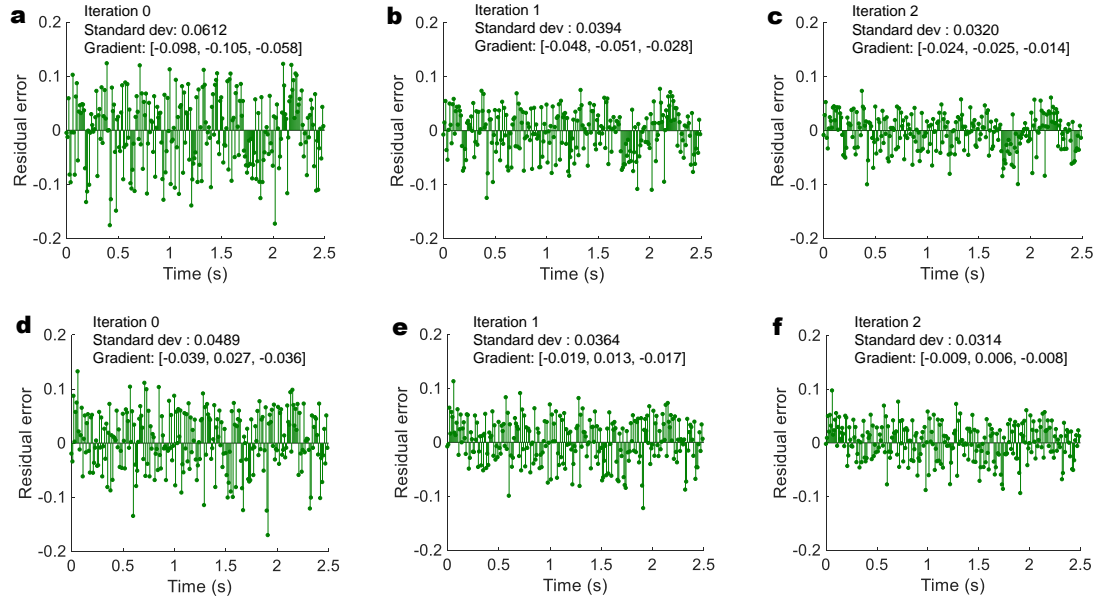 a
Iteration 0
Standard dev: 0.0612
Gradient: [-0.098, -0.105, -0.058]
0.2
0.1
0
-0.1
-0.2
Residual error
0 0.5 1 1.5 2 2.5
Time (s)
b
Iteration 1
Standard dev : 0.0394
Gradient: [-0.048, -0.051, -0.028]
0.2
0.1
0
-0.1
-0.2
Residual error
0 0.5 1 1.5 2 2.5
Time (s)
c
Iteration 2
Standard dev : 0.0320
Gradient: [-0.024, -0.025, -0.014]
0.2
0.1
0
-0.1
-0.2
Residual error
0 0.5 1 1.5 2 2.5
Time (s)
d
Iteration 0
Standard dev : 0.0489
Gradient: [-0.039, 0.027, -0.036]
0.2
0.1
0
-0.1
-0.2
Residual error
0 0.5 1 1.5 2 2.5
Time (s)
e
Iteration 1
Standard dev : 0.0364
Gradient: [-0.019, 0.013, -0.017]
0.2
0.1
0
-0.1
-0.2
Residual error
0 0.5 1 1.5 2 2.5
Time (s)
f
Iteration 2
Standard dev : 0.0314
Gradient: [-0.009, 0.006, -0.008]
0.2
0.1
0
-0.1
-0.2
Residual error
0 0.5 1 1.5 2 2.5
Time (s)